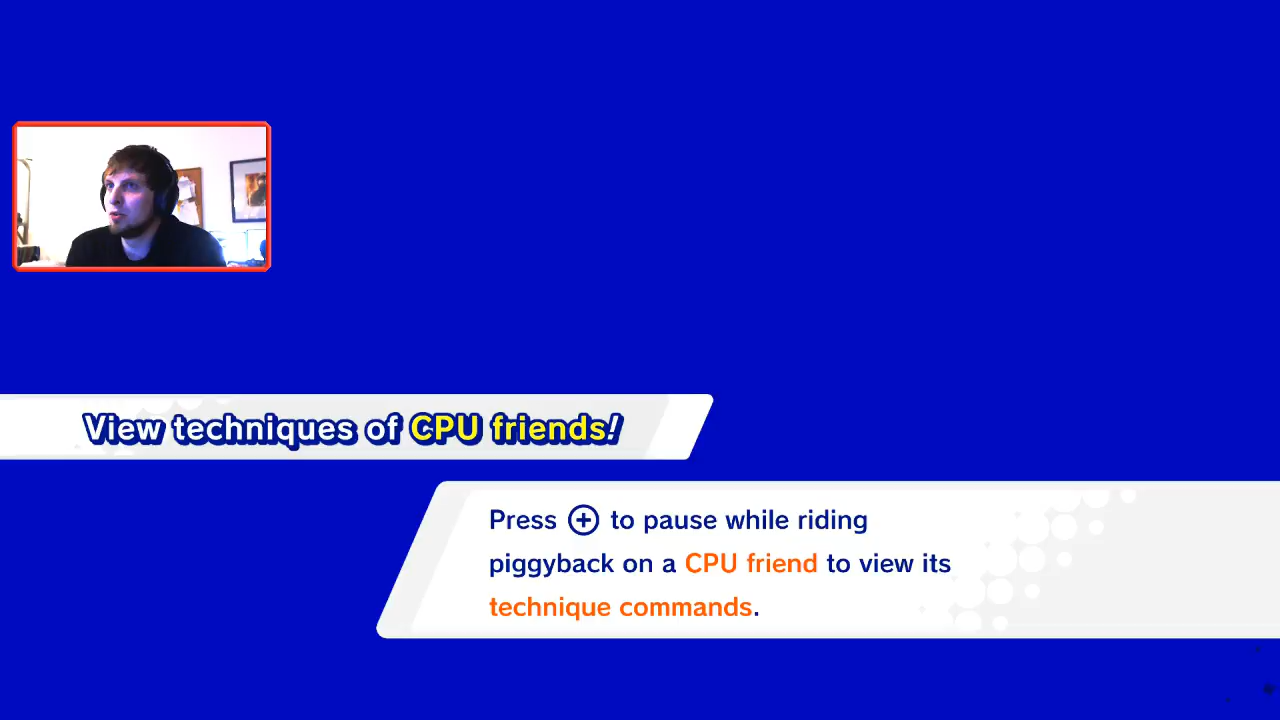 View techniques of CPU friends!
Press ⊕ to pause while riding
piggyback on a CPU friend to view its
technique commands.